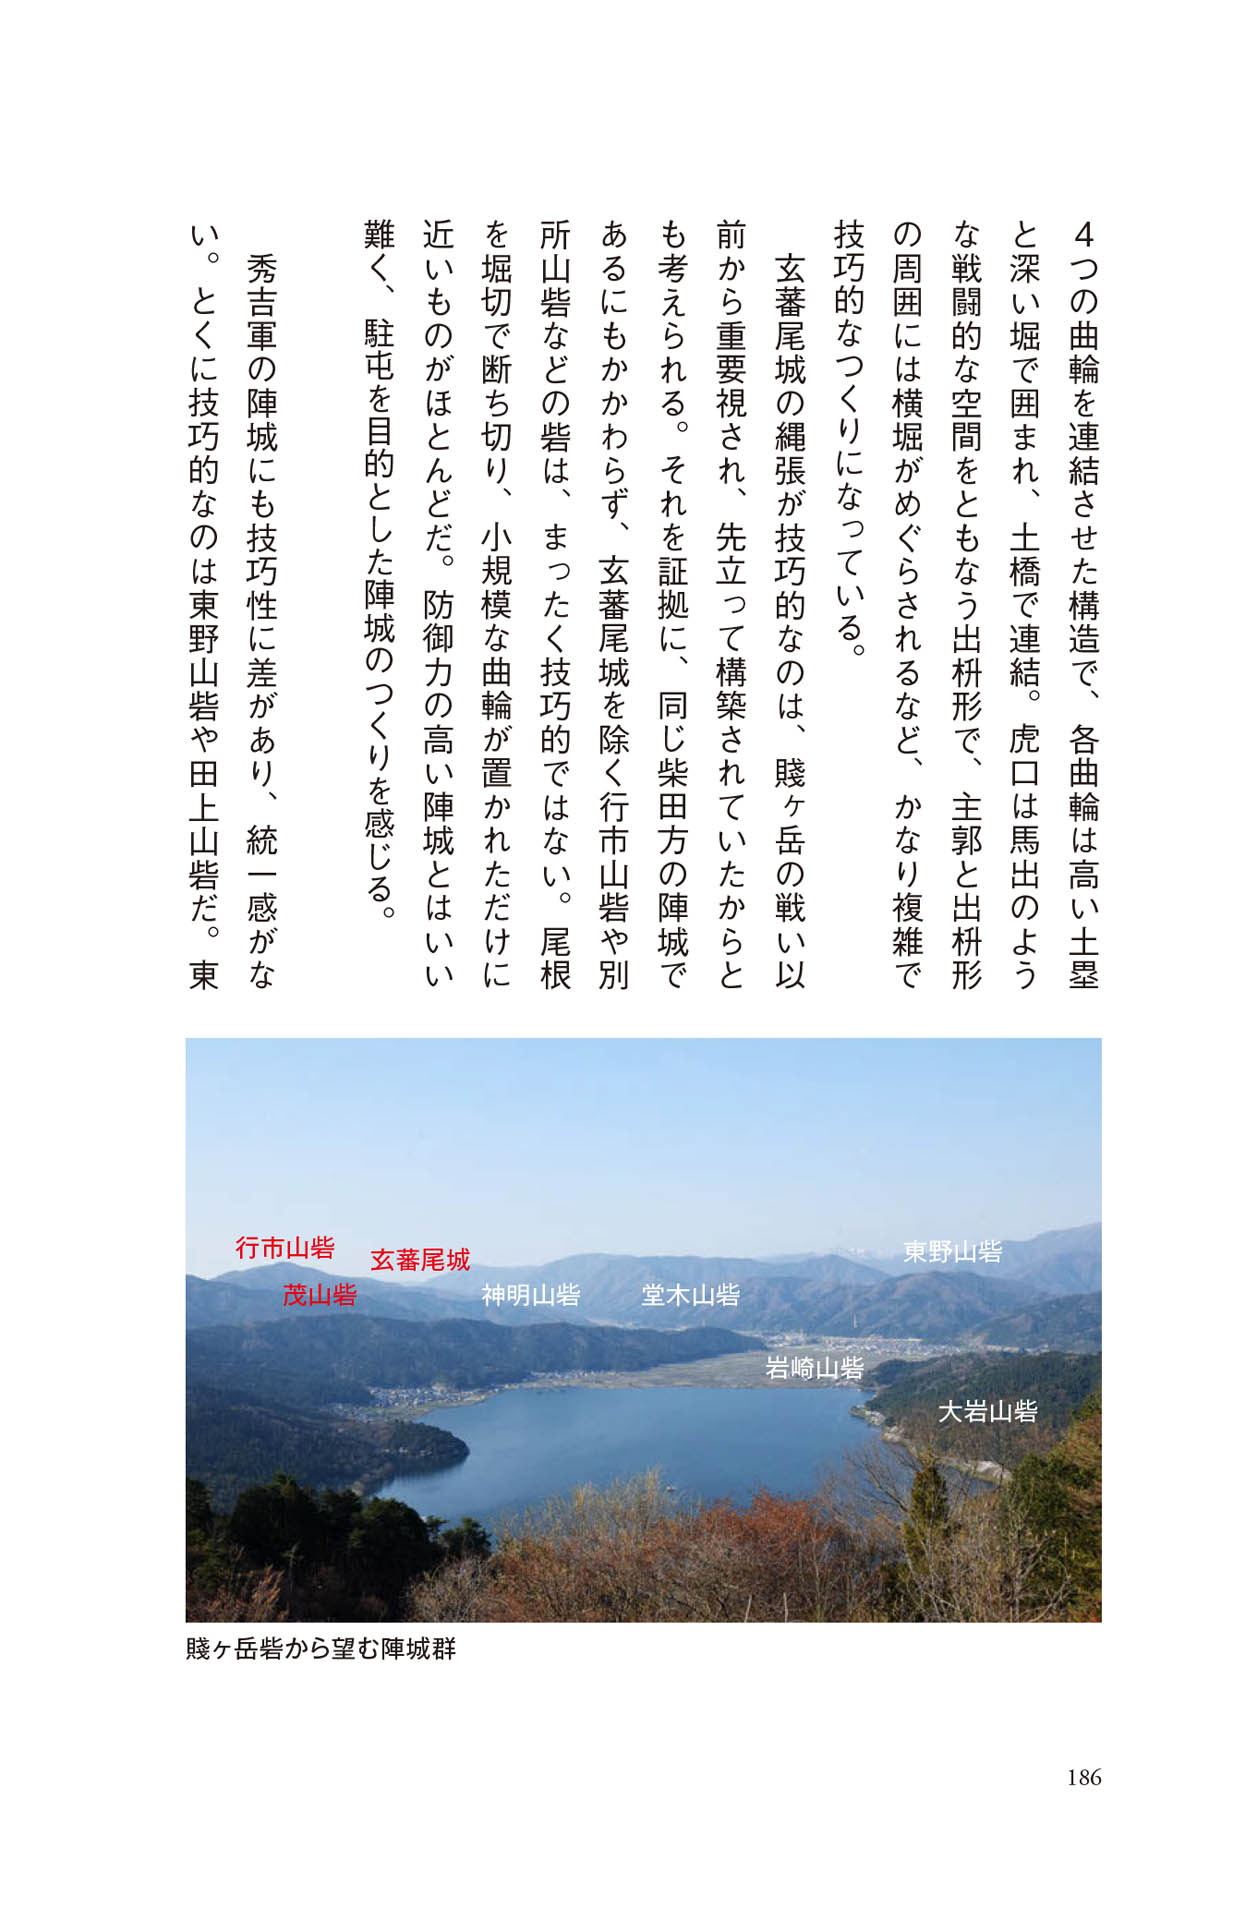 4つの曲輪を連結させた構造で、各曲輪は高い土塁
と深い堀で囲まれ、土橋で連結。虎口は馬出のよう
な戦闘的な空間をともなう出枡形で、主郭と出枡形
の周囲には横堀がめぐらされるなど、かなり複雑で
技巧的なつくりになっている。
玄蕃尾城の縄張が技巧的なのは、賤ヶ岳の戦い以
前から重要視され、先立って構築されていたからと
も考えられる。それを証拠に、同じ柴田方の陣城で
あるにもかかわらず、玄蕃尾城を除く行市山砦や別
所山砦などの砦は、まったく技巧的ではない。尾根
を堀切で断ち切り、小規模な曲輪が置かれただけに
近いものがほとんどだ。防御力の高い陣城とはいい
難く、駐屯を目的とした陣城のつくりを感じる。
秀吉軍の陣城にも技巧性に差があり、統一感がな
い。とくに技巧的なのは東野山砦や田上山砦だ。東
行市山砦
玄蕃尾城
茂山砦
神明山砦
堂木山砦
東野山砦
岩崎山砦
大岩山砦
賤ヶ岳砦から望む陣城群
186